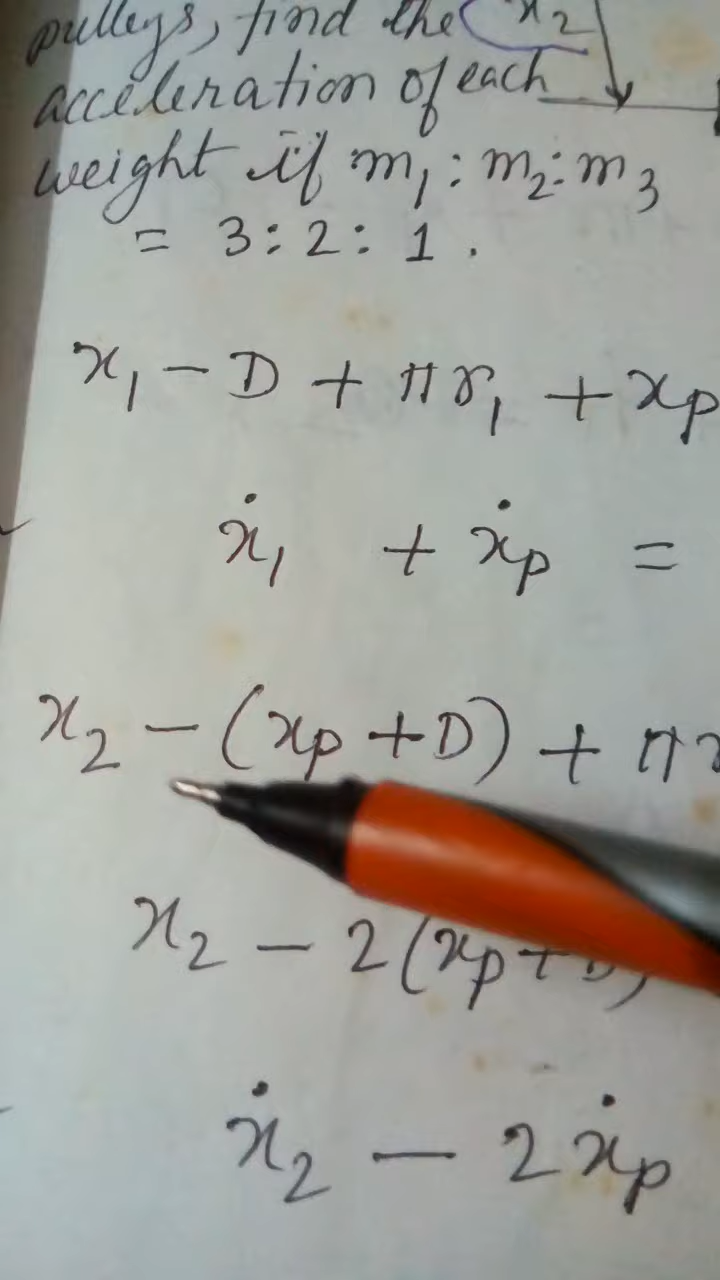 pulleys, find the x₂
acceleration of each
weight if m₁ : m₂ : m₃
= 3 : 2 : 1 .
x₁ − D + πr₁ + xₚ
ẋ₁ + ẋₚ =
x₂ − (xₚ + D) + π
x₂ − 2(xₚ + D)
ẋ₂ − 2ẋₚ